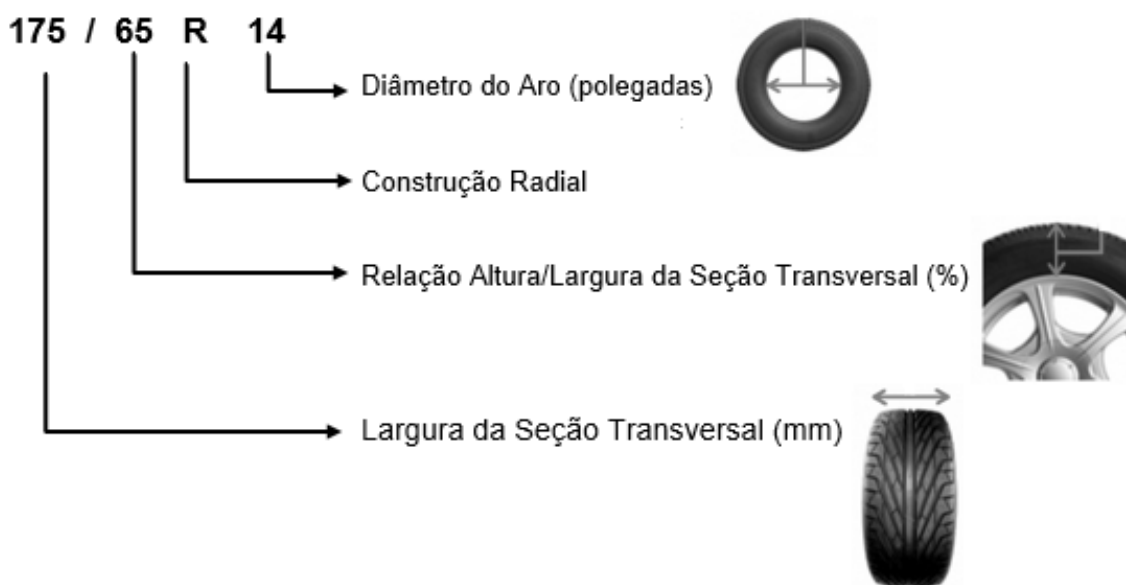 175 / 65 R 14
Diâmetro do Aro (polegadas)
Construção Radial
Relação Altura/Largura da Seção Transversal (%)
Largura da Seção Transversal (mm)